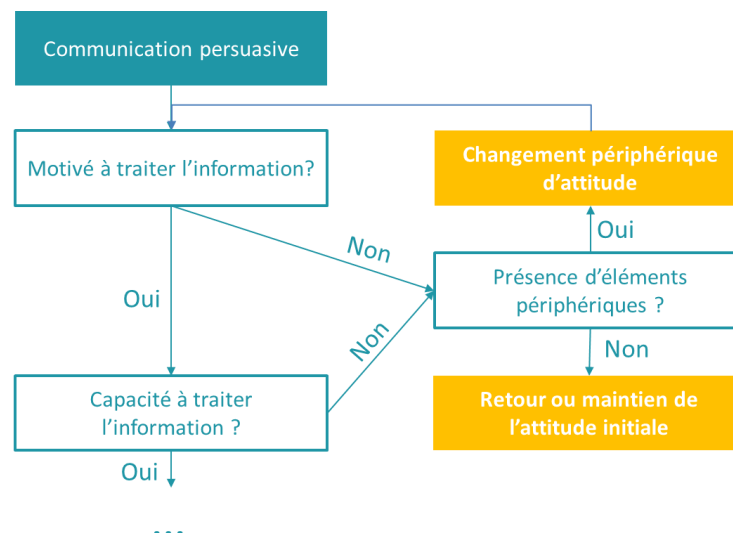 Communication persuasive
Motivé à traiter l’information?
Changement périphérique
d’attitude
Non
Oui
Présence d’éléments
périphériques ?
Oui
Non
Non
Capacité à traiter
l’information ?
Retour ou maintien de
l’attitude initiale
Oui
...